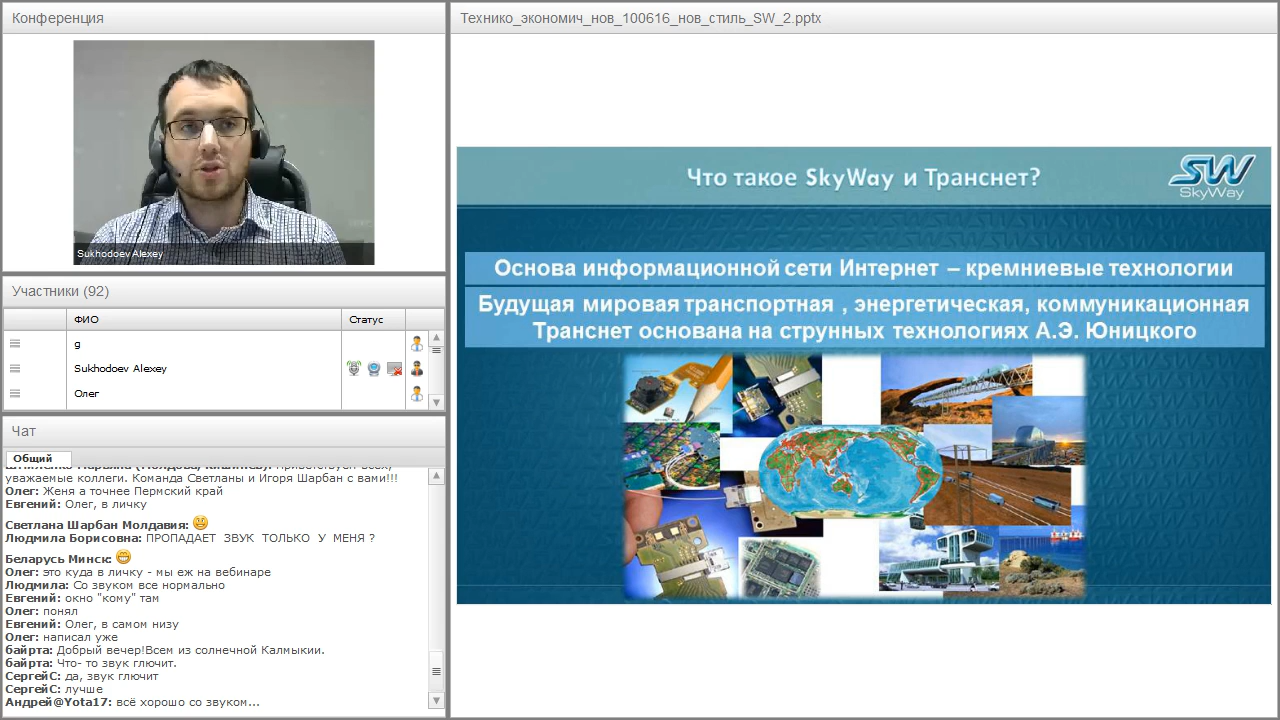 Конференция
Sukhodoev Alexey
Участники (92)
ФИО
Статус
g
Sukhodoev Alexey
Олег
Чат
Общий
уважаемые коллеги. Команда Светланы и Игоря Шарбан с вами!!!
Олег: Женя а точнее Пермский край
Евгений: Олег, в личку
Светлана Шарбан Молдавия:
Людмила Борисовна: ПРОПАДАЕТ ЗВУК ТОЛЬКО У МЕНЯ ?
Беларусь Минск:
Олег: это куда в личку - мы еж на вебинаре
Людмила: Со звуком все нормально
Евгений: окно "кому" там
Олег: понял
Евгений: Олег, в самом низу
Олег: написал уже
байрта: Добрый вечер!Всем из солнечной Калмыкии.
байрта: Что- то звук глючит.
СергейС: да, звук глючит
СергейС: лучше
Андрей@Yota17: всё хорошо со звуком...
Технико_экономич_нов_100616_нов_стиль_SW_2.pptx
Что такое SkyWay и Транснет?
SW
SkyWay
Основа информационной сети Интернет – кремниевые технологии
Будущая мировая транспортная , энергетическая, коммуникационная
Транснет основана на струнных технологиях А.Э. Юницкого